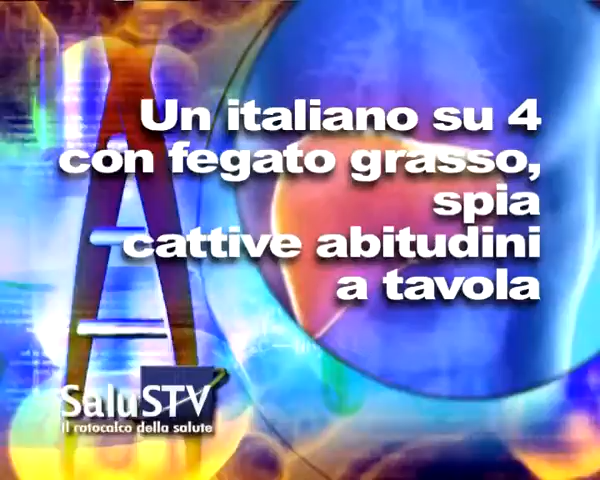 Un italiano su 4
con fegato grasso,
spia
cattive abitudini
a tavola
SaluSTV
il rotocalco della salute